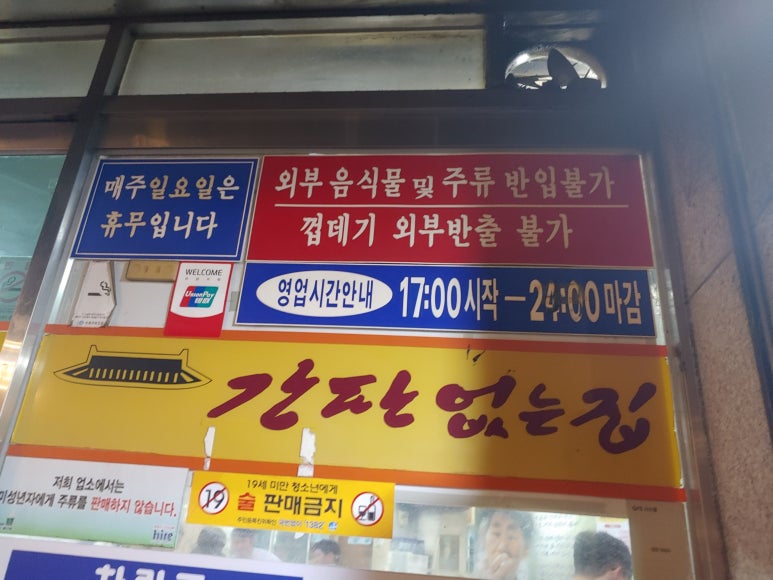 매주일요일은
휴무입니다
외부 음식물 및 주류 반입불가
껍데기 외부반출 불가
WELCOME
UnionPay
银联
영업시간안내 17:00 시작 - 24:00 마감
간판 없는 집
저희 업소에서는
미성년자에게 주류를 판매하지 않습니다.
hire
19세 미만 청소년에게
19 술 판매금지